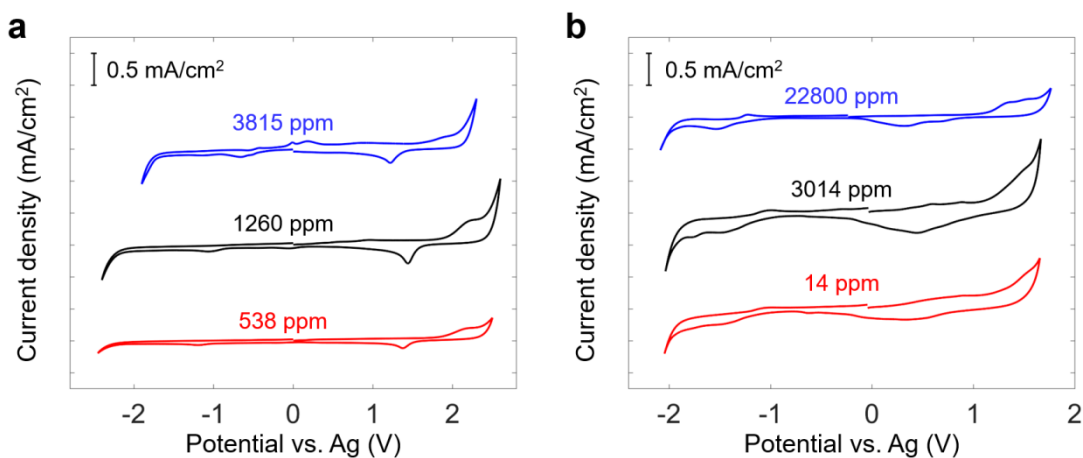 a
0.5 mA/cm²
3815 ppm
1260 ppm
538 ppm
Current density (mA/cm²)
-2 -1 0 1 2
Potential vs. Ag (V)
b
0.5 mA/cm²
22800 ppm
3014 ppm
14 ppm
Current density (mA/cm²)
-2 -1 0 1 2
Potential vs. Ag (V)